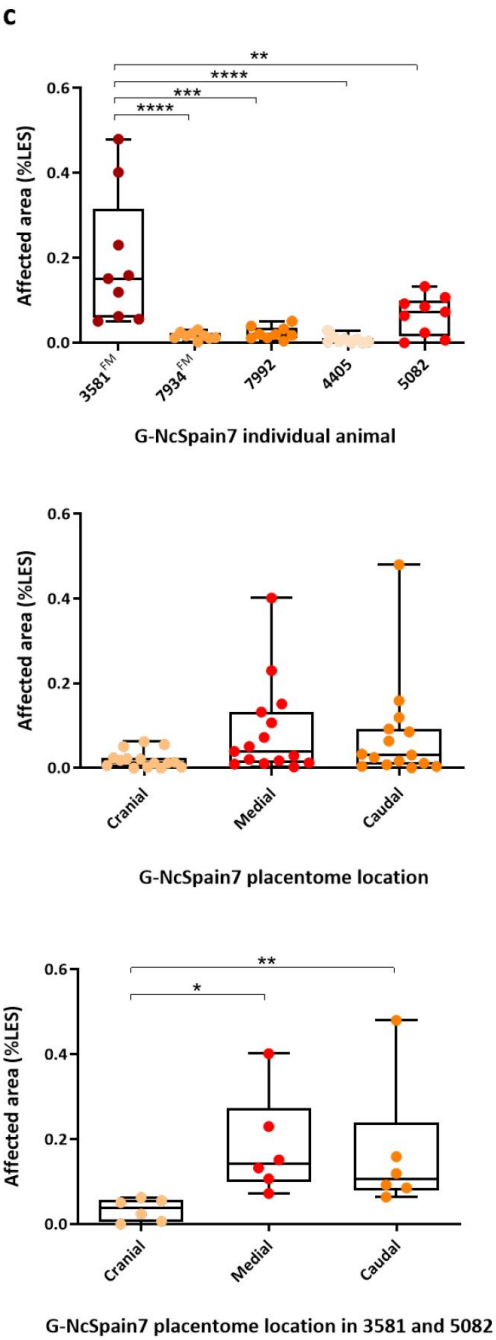 C
**
****
***
****
0.6
0.4
0.2
0.0
Affected area (%LES)
3581FM
7934FM
7992
4405
5082
G-NcSpain7 individual animal
0.6
0.4
0.2
0.0
Affected area (%LES)
Cranial
Medial
Caudal
G-NcSpain7 placentome location
**
*
0.6
0.4
0.2
0.0
Affected area (%LES)
Cranial
Medial
Caudal
G-NcSpain7 placentome location in 3581 and 5082